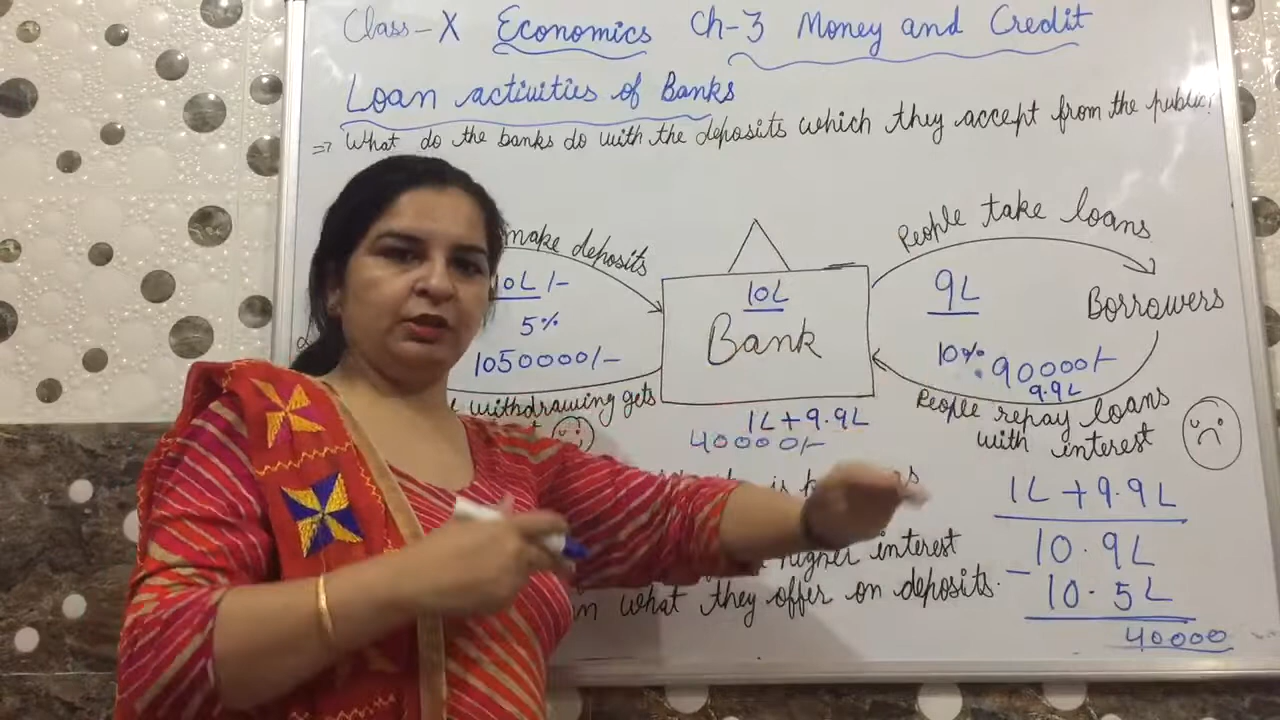 Class-X Economics Ch-3 Money and Credit
Loan activities of Banks
⇒ What do the banks do with the deposits which they accept from the public?
make deposits
10L/-
5%
1050000/-
withdrawing gets
10L
Bank
1L+9.9L
40000/-
People take loans
9L
Borrowers
10% 90000/-
9.9L
People repay loans
with interest
is
higher interest
what they offer on deposits.
1L+9.9L
10.9L
- 10.5L
40000